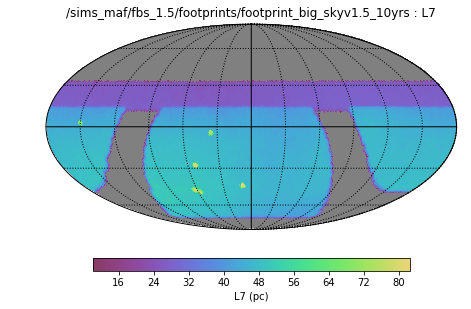 /sims_maf/fbs_1.5/footprints/footprint_big_skyv1.5_10yrs : L7
16 24 32 40 48 56 64 72 80
L7 (pc)